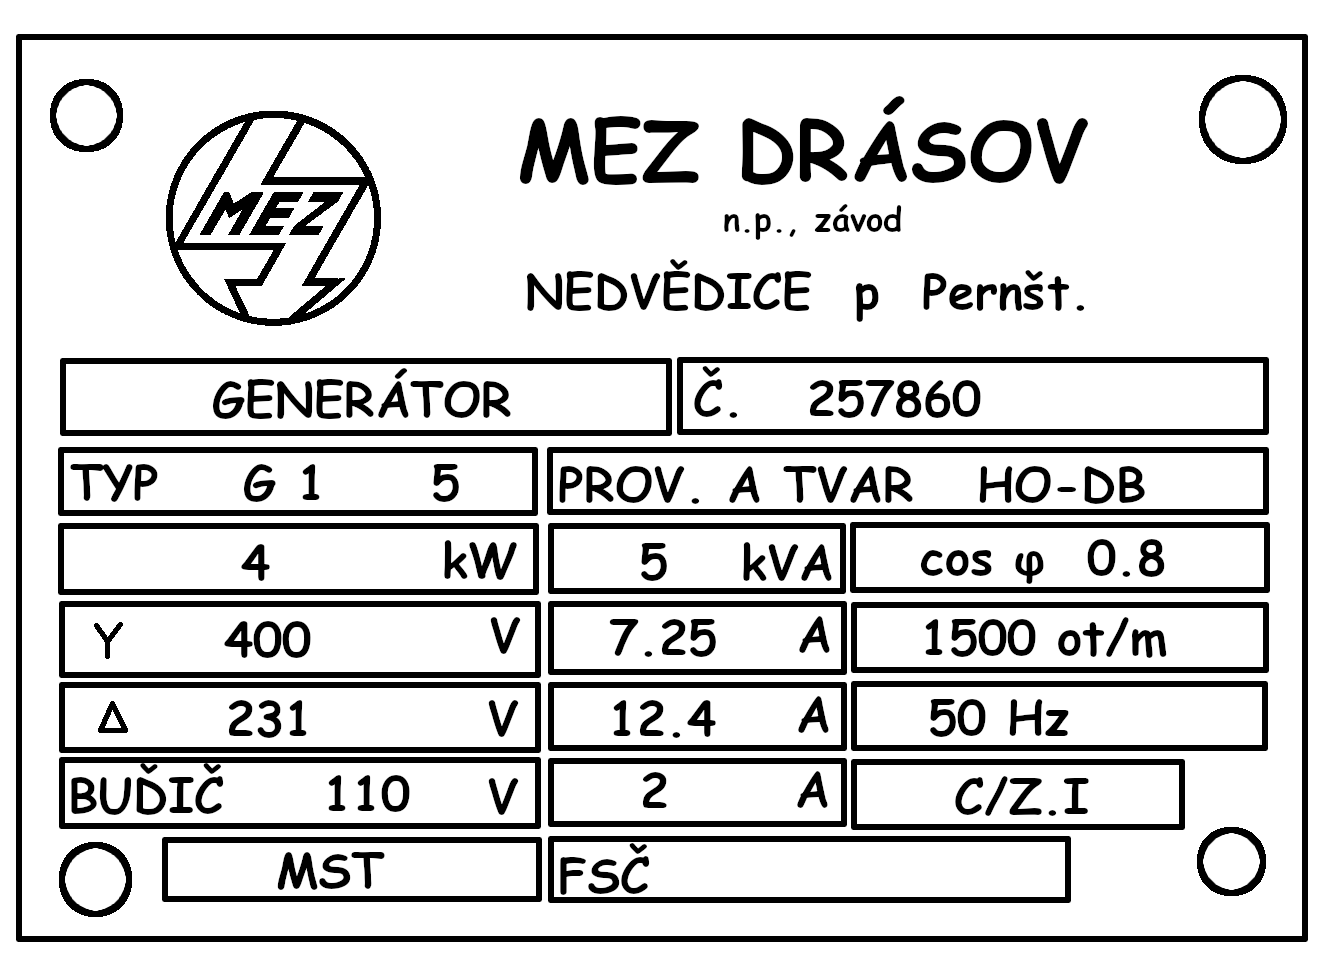 MEZ
MEZ DRÁSOV
n.p., závod
NEDVĚDICE p Pernšt.
GENERÁTOR Č. 257860
TYP G 1 5 PROV. A TVAR HO-DB
4 kW 5 kVA cos φ 0.8
Y 400 V 7.25 A 1500 ot/m
Δ 231 V 12.4 A 50 Hz
BUĎIČ 110 V 2 A C/Z.I
MST FSČ